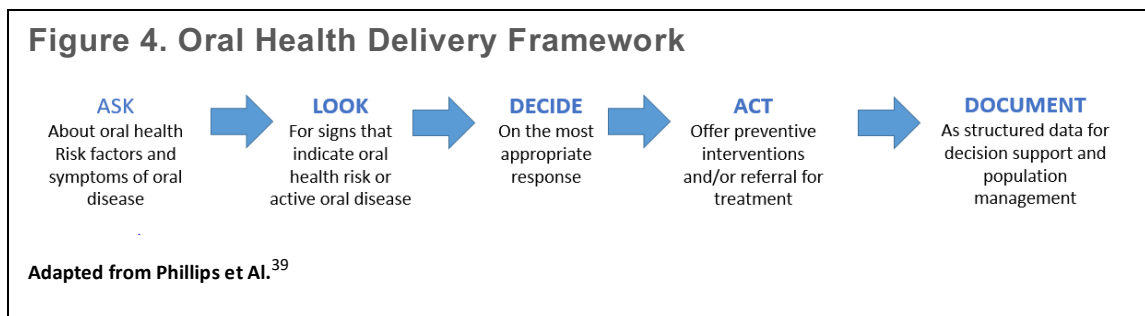 Figure 4. Oral Health Delivery Framework
ASK
About oral health
Risk factors and
symptoms of oral
disease
LOOK
For signs that
indicate oral
health risk or
active oral disease
DECIDE
On the most
appropriate
response
ACT
Offer preventive
interventions
and/or referral for
treatment
DOCUMENT
As structured data for
decision support and
population
management
Adapted from Phillips et Al.39